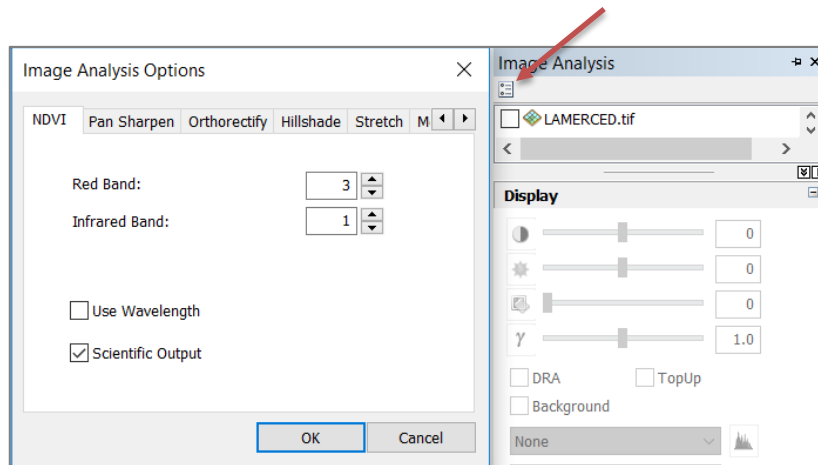 Image Analysis Options
NDVI Pan Sharpen Orthorectify Hillshade Stretch M
Red Band: 3
Infrared Band: 1
Use Wavelength
Scientific Output
OK Cancel
Image Analysis
LAMERCED.tif
Display
0
0
0
γ 1.0
DRA TopUp
Background
None